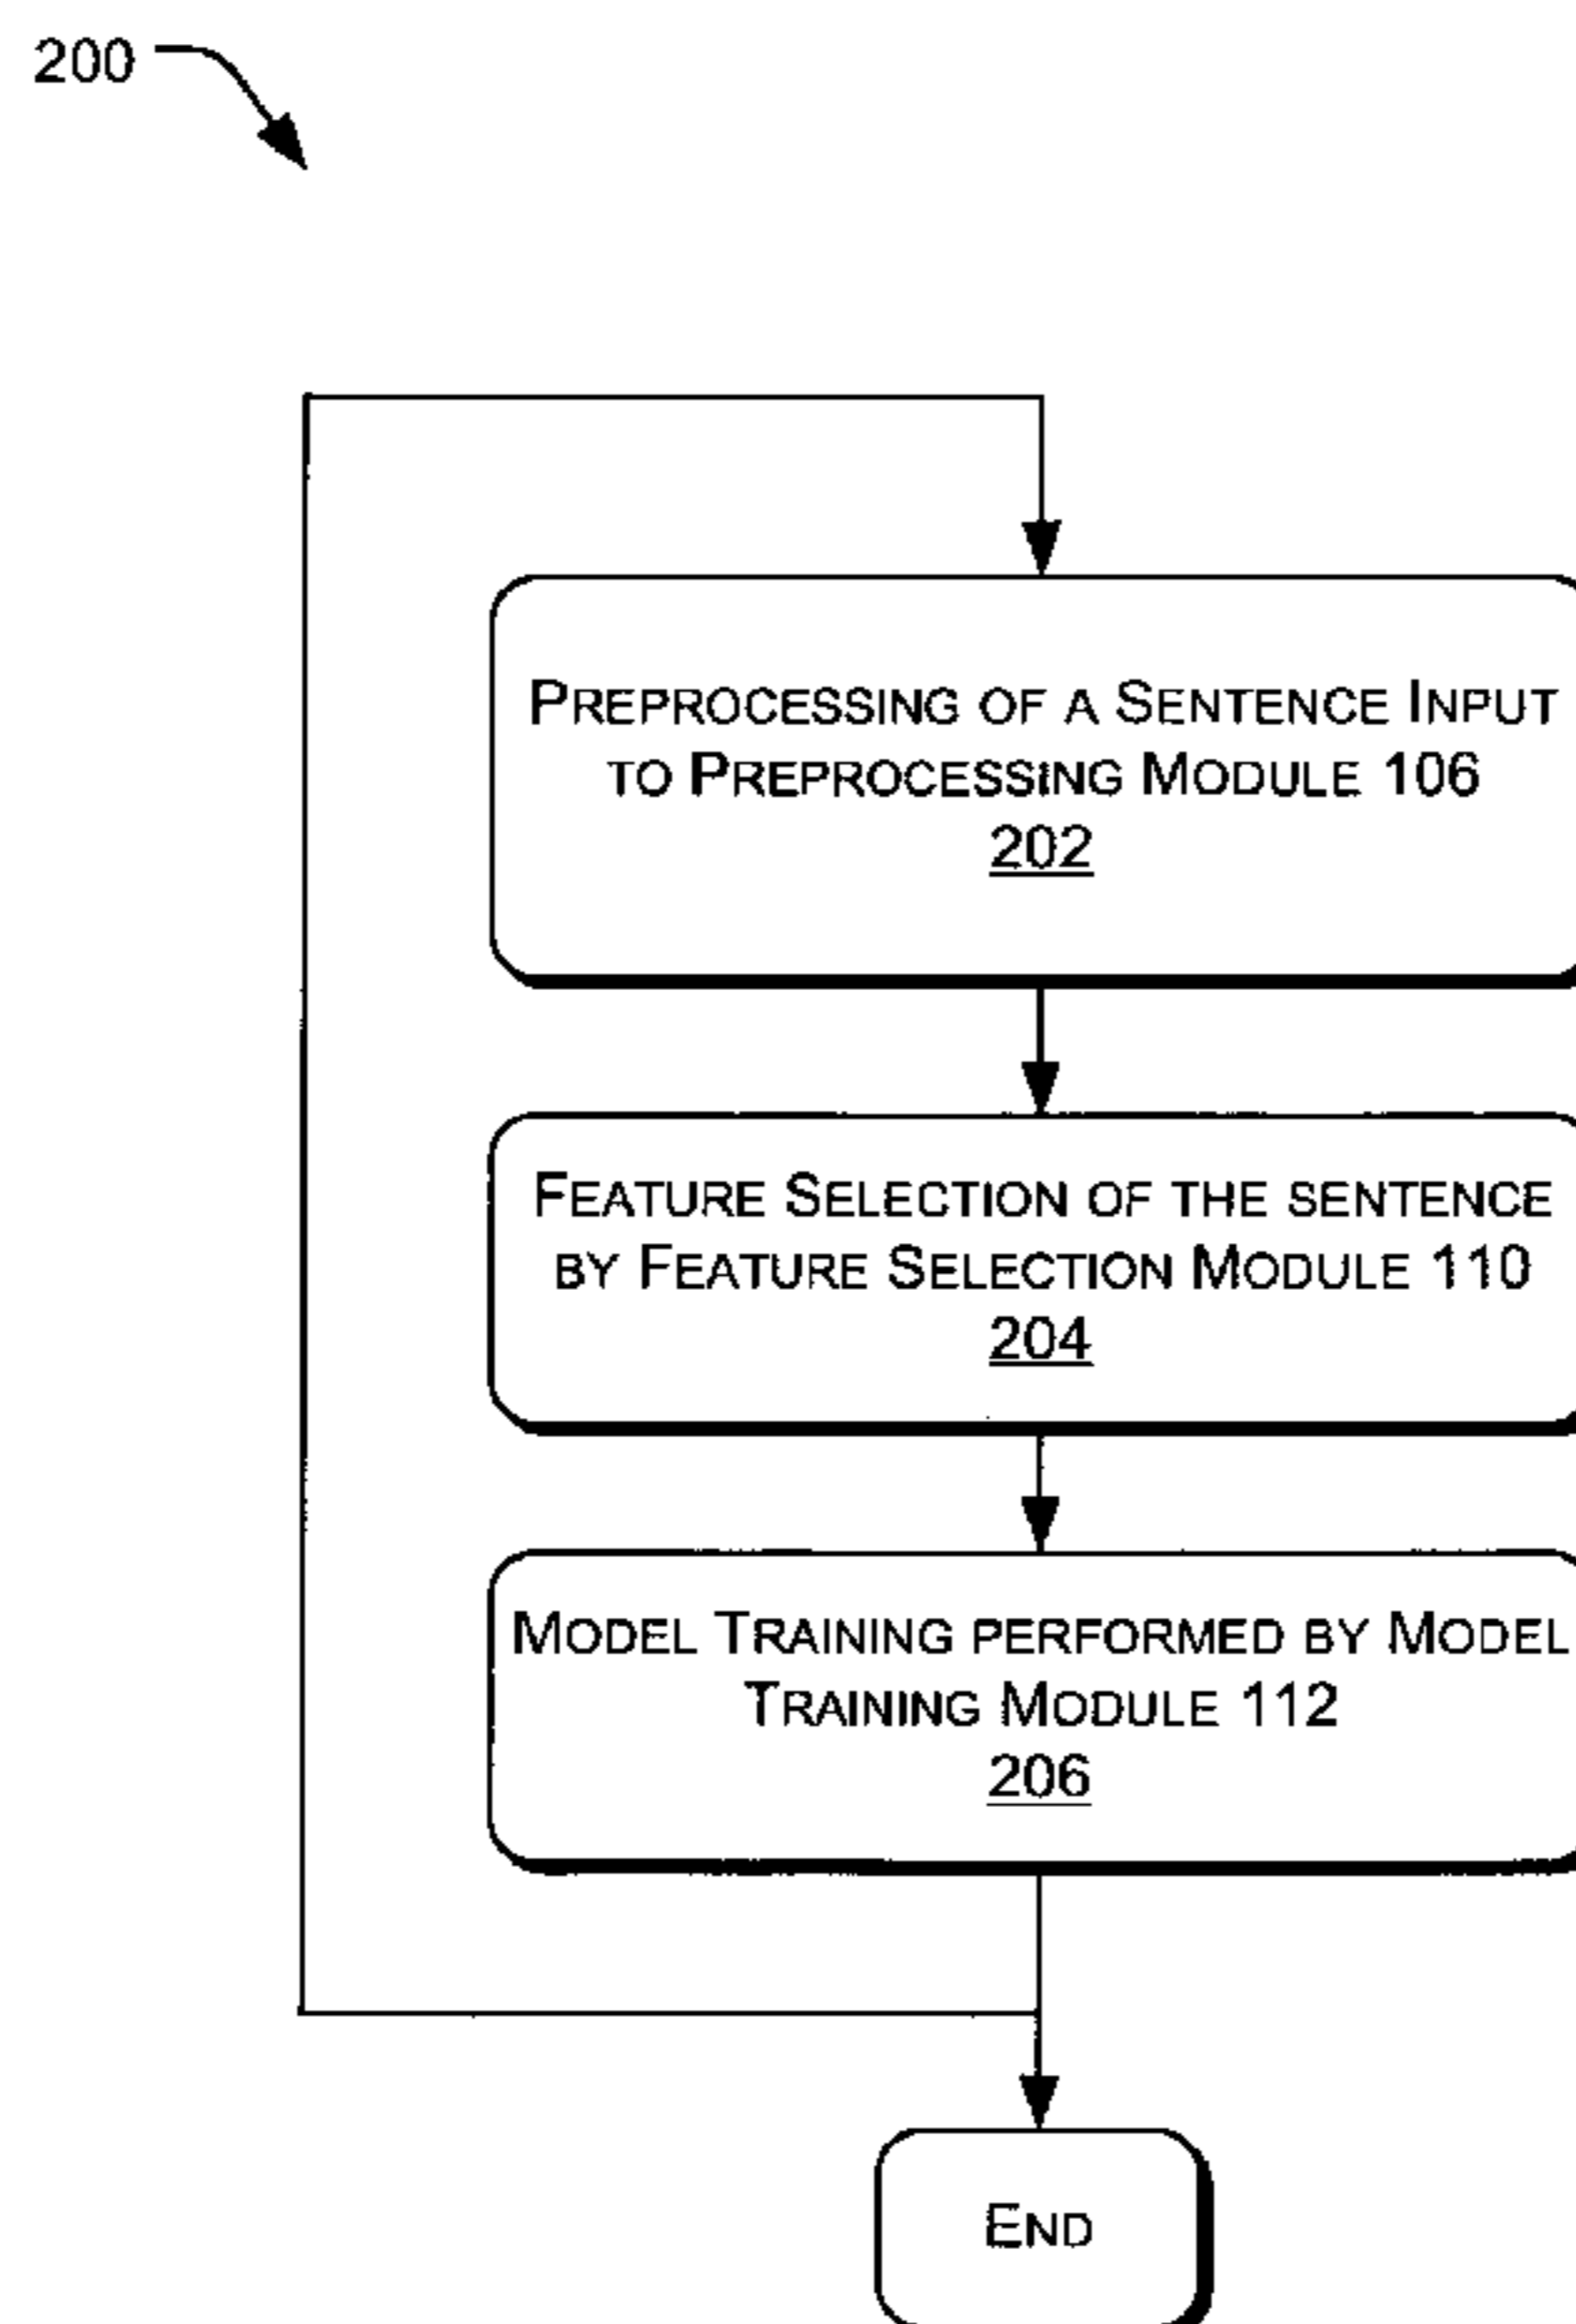 200
PREPROCESSING OF A SENTENCE INPUT
TO PREPROCESSING MODULE 106
202
FEATURE SELECTION OF THE SENTENCE
BY FEATURE SELECTION MODULE 110
204
MODEL TRAINING PERFORMED BY MODEL
TRAINING MODULE 112
206
END